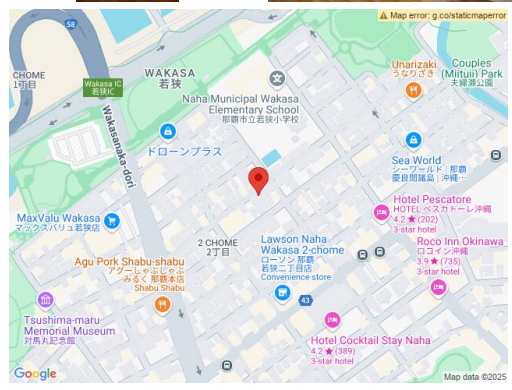 Map error: g.co/staticmaperror
58
CHOME
1丁目
Wakasa IC
若狭IC
WAKASA
若狭
Naha Municipal Wakasa
Elementary School
那覇市立若狭小学校
Unarizaki
うなりざき
Couples
(Miituii) Park
夫婦瀬公園
Wakasanaka-dori
ドローンプラス
Sea World
シーワールド | 那覇
慶良間諸島 | 沖縄…
MaxValu Wakasa
マックスバリュ若狭店
2 CHOME
2丁目
Hotel Pescatore
HOTEL ペスカトーレ沖縄
4.2 ★ (202)
3-star hotel
Agu Pork Shabu-shabu
アグーしゃぶしゃぶ
みるく 那覇本店
Shabu Shabu
Lawson Naha
Wakasa 2-chome
ローソン 那覇
若狭二丁目店
Convenience store
Roco Inn Okinawa
ロコイン沖縄
3.9 ★ (735)
3-star hotel
43
Tsushima-maru
Memorial Museum
対馬丸記念館
Hotel Cocktail Stay Naha
4.2 ★ (389)
3-star hotel
Google
Map data ©2025